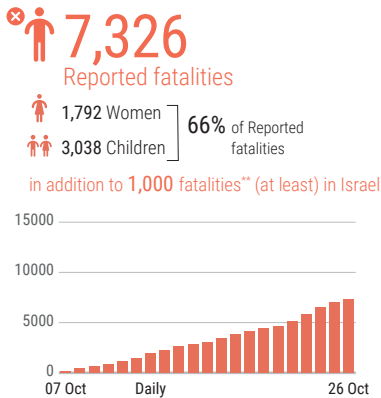 7,326
Reported fatalities
1,792 Women
3,038 Children
66% of Reported
fatalities
in addition to 1,000 fatalities** (at least) in Israel
15000
10000
5000
0
07 Oct Daily 26 Oct